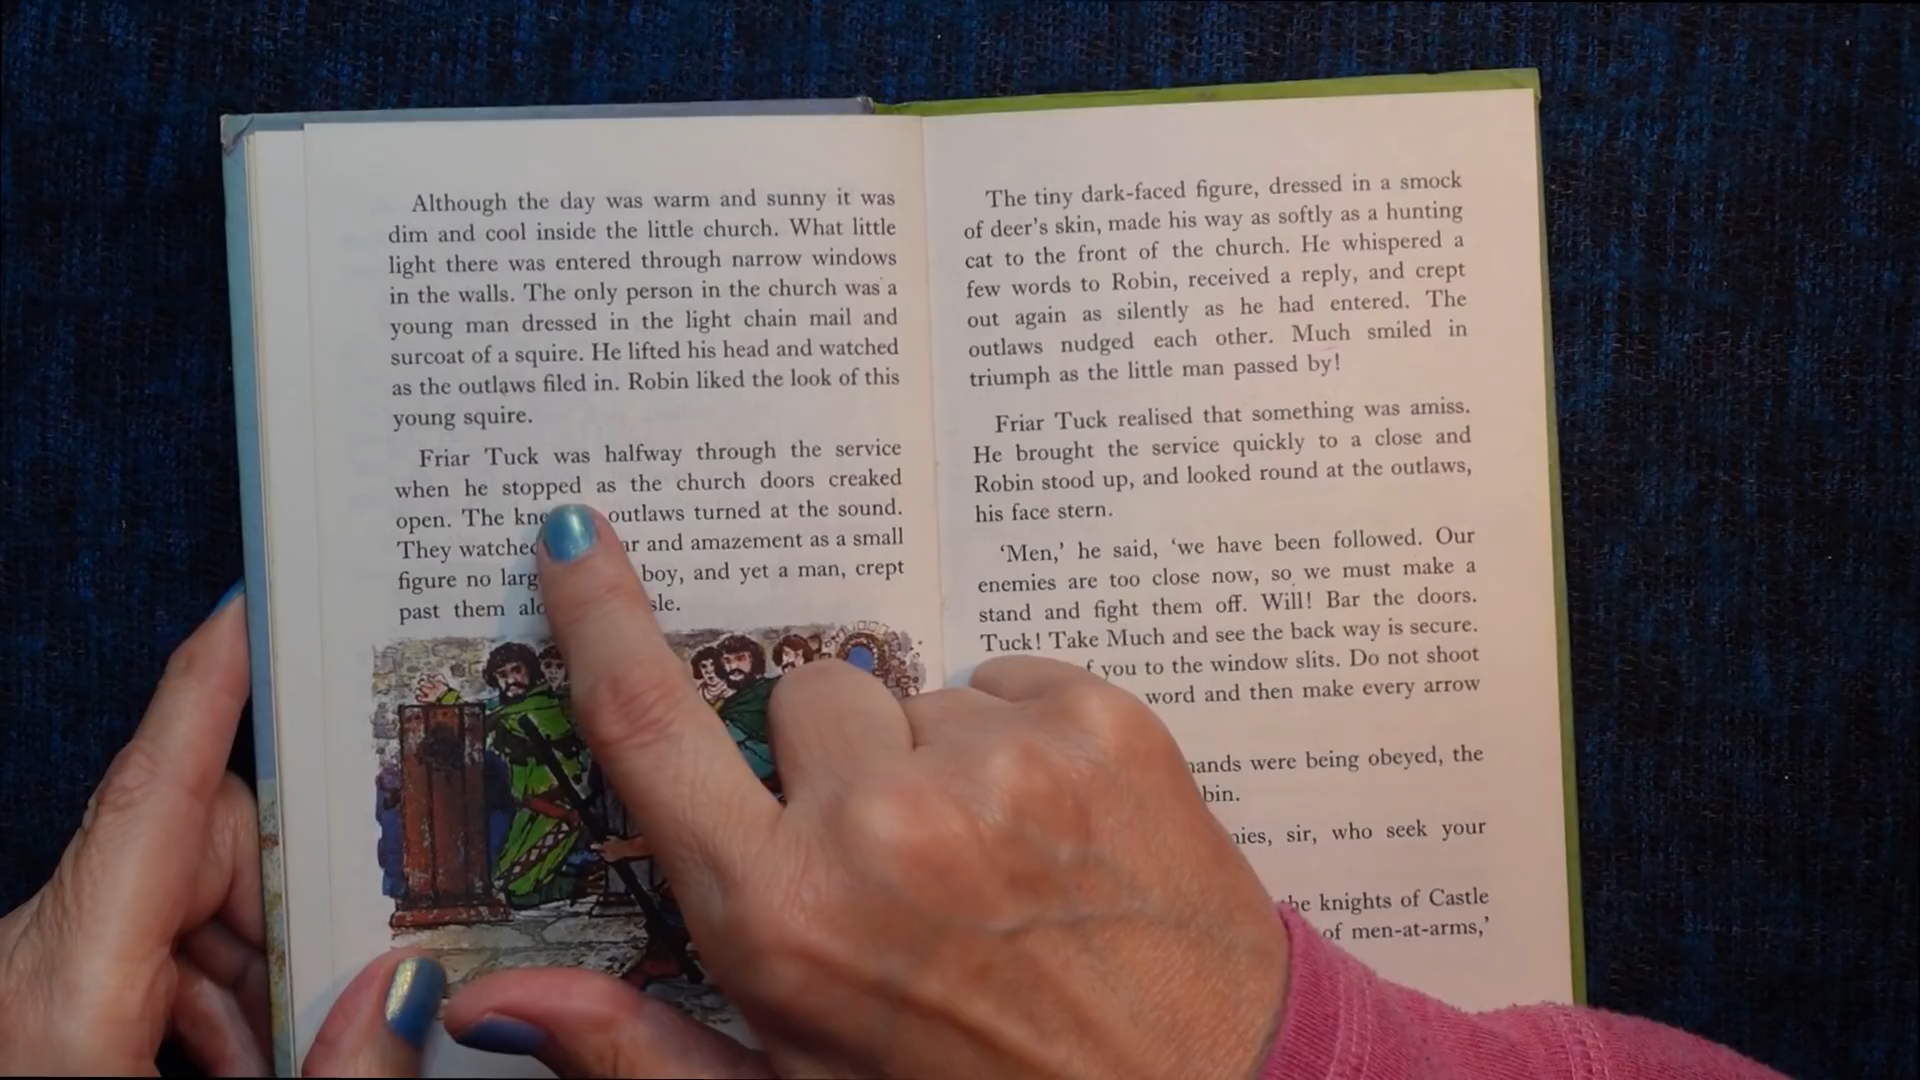 Although the day was warm and sunny it was
dim and cool inside the little church. What little
light there was entered through narrow windows
in the walls. The only person in the church was a
young man dressed in the light chain mail and
surcoat of a squire. He lifted his head and watched
as the outlaws filed in. Robin liked the look of this
young squire.
Friar Tuck was halfway through the service
when he stopped as the church doors creaked
open. The outlaws turned at the sound.
They watched and amazement as a small
figure no boy, and yet a man, crept
past them
The tiny dark-faced figure, dressed in a smock
of deer's skin, made his way as softly as a hunting
cat to the front of the church. He whispered a
few words to Robin, received a reply, and crept
out again as silently as he had entered. The
outlaws nudged each other. Much smiled in
triumph as the little man passed by!
Friar Tuck realised that something was amiss.
He brought the service quickly to a close and
Robin stood up, and looked round at the outlaws,
his face stern.
‘Men,’ he said, ‘we have been followed. Our
enemies are too close now, so we must make a
stand and fight them off. Will! Bar the doors.
Tuck! Take Much and see the back way is secure.
you to the window slits. Do not shoot
word and then make every arrow
were being obeyed, the
sir, who seek your
the knights of Castle
of men-at-arms,’